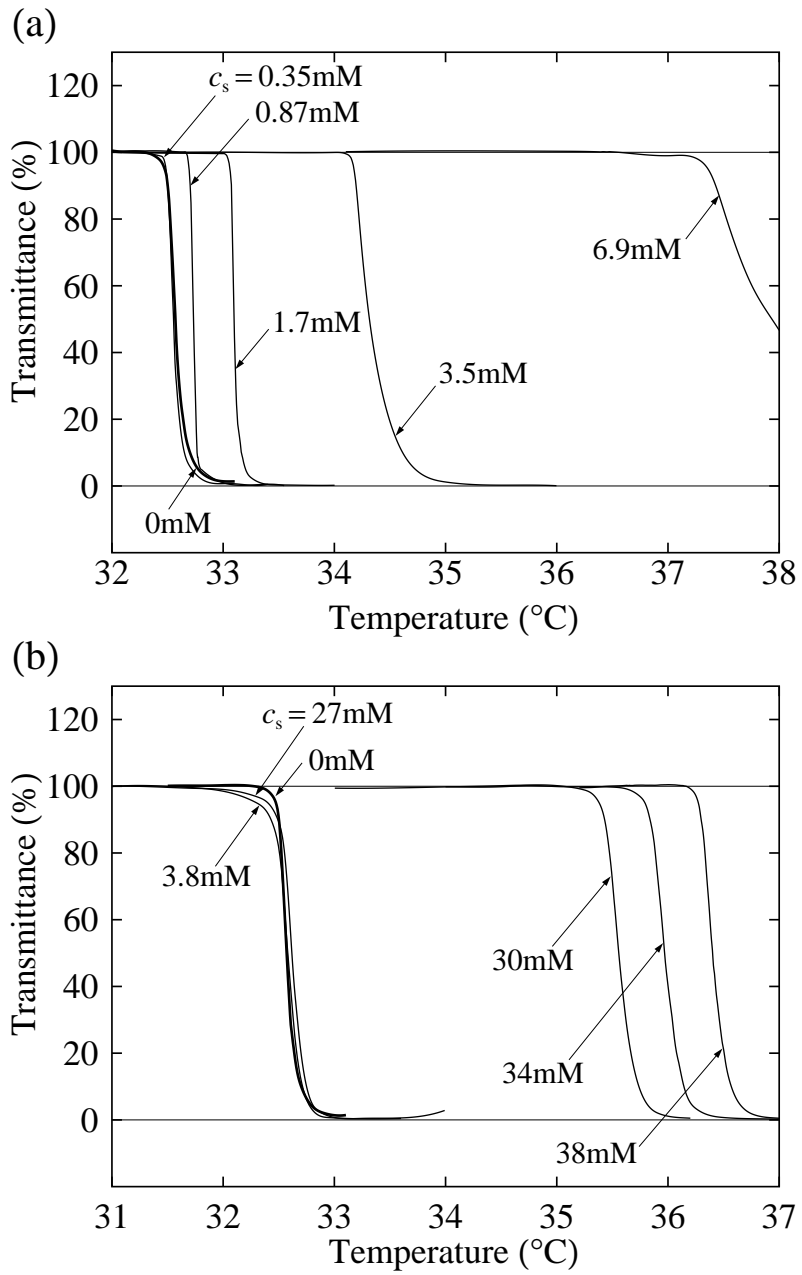 (a)
120
100
80
60
40
20
0
Transmittance (%)
cs = 0.35mM
0.87mM
6.9mM
1.7mM
3.5mM
0mM
32 33 34 35 36 37 38
Temperature (°C)
(b)
120
100
80
60
40
20
0
Transmittance (%)
cs = 27mM
0mM
3.8mM
30mM
34mM
38mM
31 32 33 34 35 36 37
Temperature (°C)